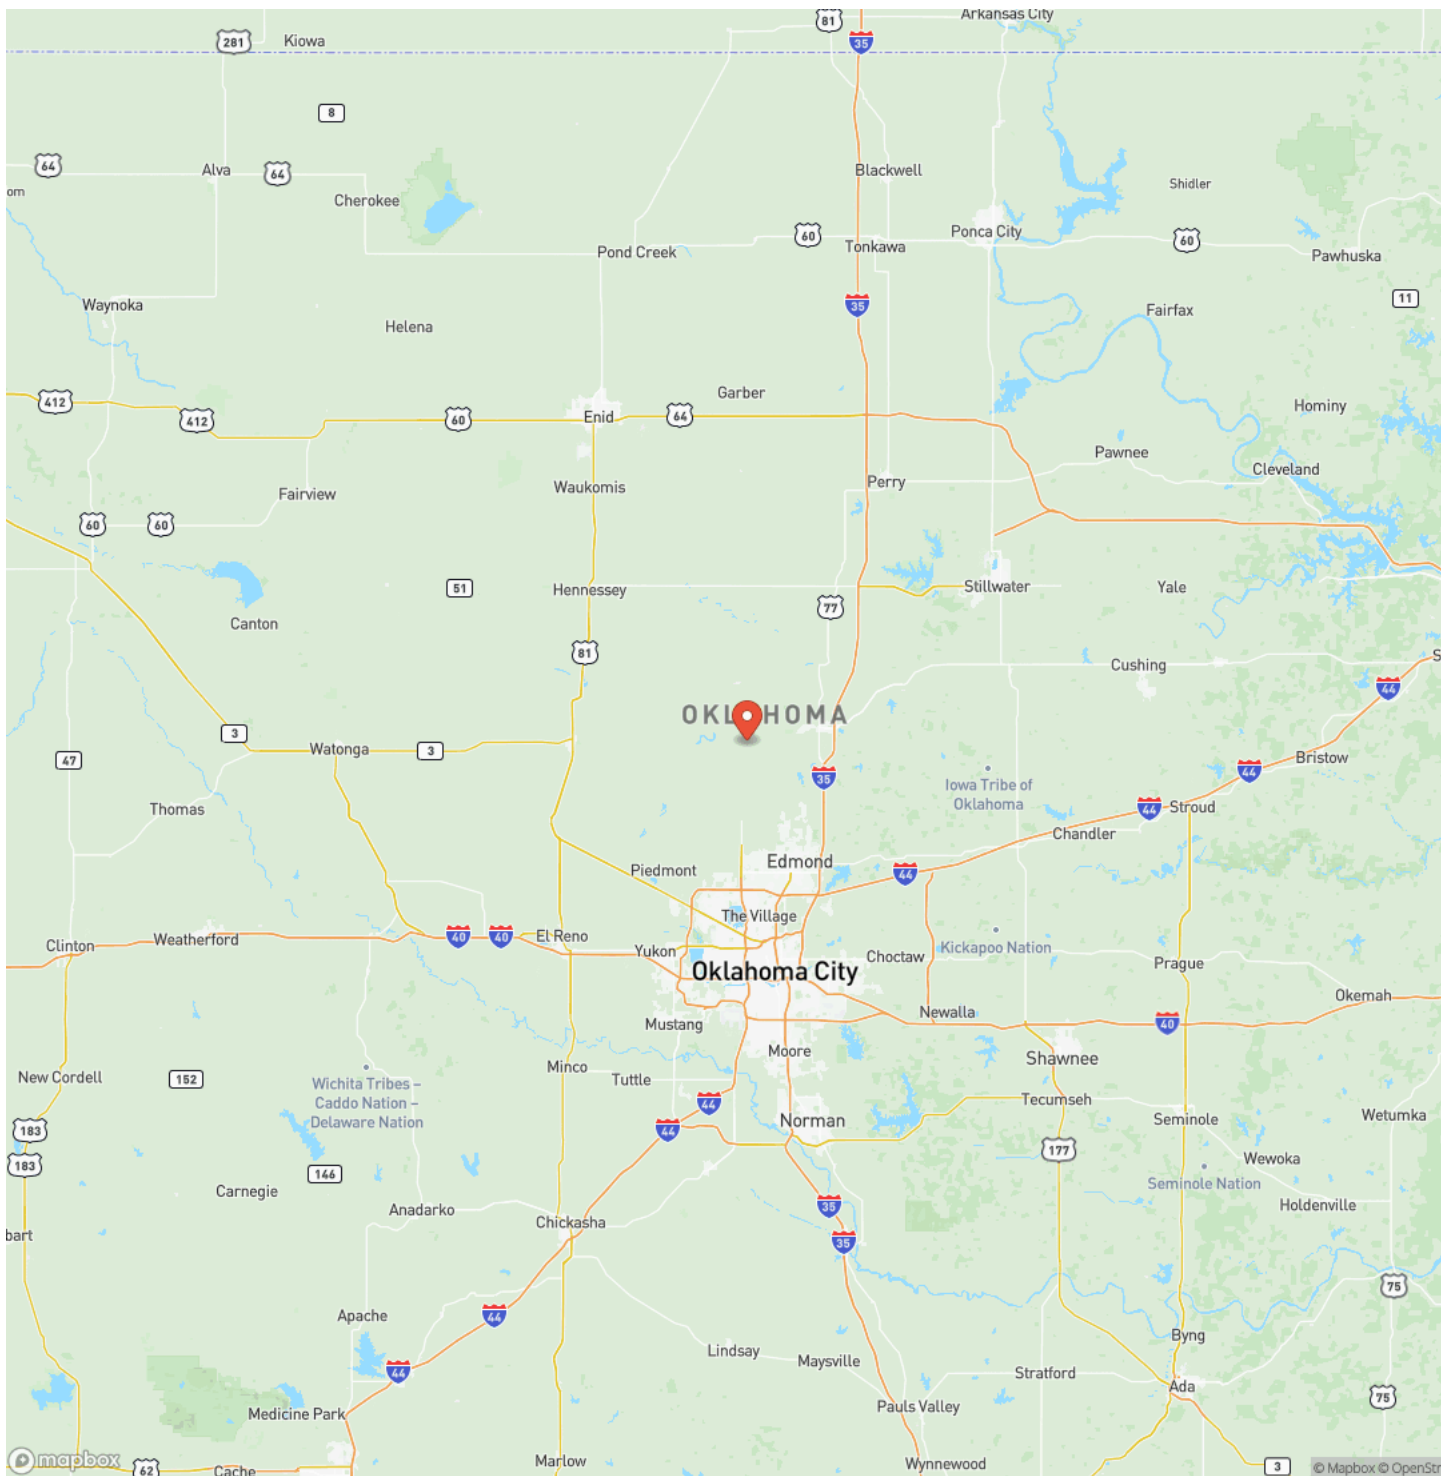 Arkansas City
81
Kiowa
281
35
8
64
Alva
64
Blackwell
Shidler
om
Cherokee
Ponca City
60
Tonkawa
60
Pond Creek
Pawhuska
Waynoka
35
11
Fairfax
Helena
Garber
412
Hominy
412
60
Enid
64
Pawnee
Cleveland
Perry
Waukomis
Fairview
60
60
51
Hennessey
Stillwater
Yale
77
Canton
81
Cushing
S
44
OKLAHOMA
3
Watonga
3
47
Bristow
35
44
Iowa Tribe of
Oklahoma
Thomas
44
Stroud
Chandler
Edmond
Piedmont
44
The Village
Clinton
Weatherford
40
40
El Reno
Yukon
Kickapoo Nation
Choctaw
Prague
Oklahoma City
Okemah
Newalla
Mustang
40
Moore
Shawnee
Minco
New Cordell
152
Tuttle
Wichita Tribes –
Caddo Nation –
Delaware Nation
44
Tecumseh
Norman
Seminole
Wetumka
183
44
177
183
146
Wewoka
Seminole Nation
Carnegie
Anadarko
35
Holdenville
Chickasha
bart
35
75
44
Apache
Byng
Lindsay
Maysville
44
Stratford
Ada
75
Medicine Park
Pauls Valley
mapbox
62
Cache
Marlow
Wynnewood
3
© Mapbox © OpenStr